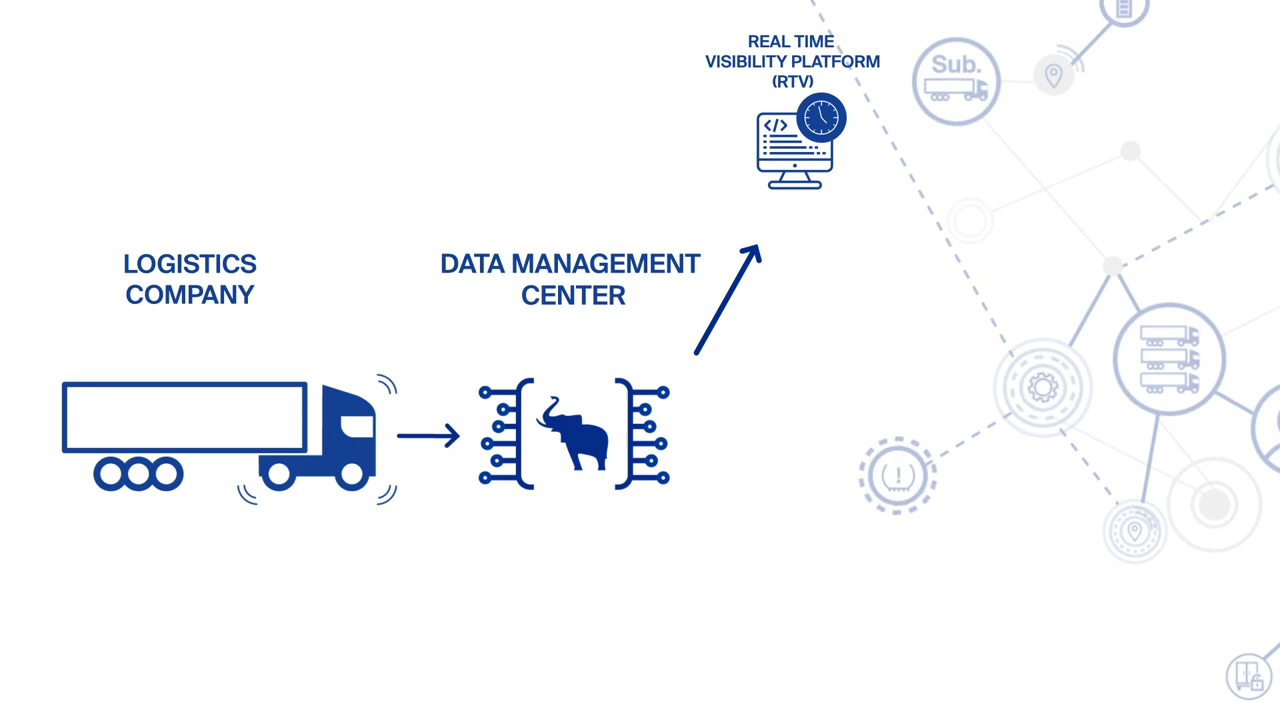 REAL TIME
VISIBILITY PLATFORM
(RTV)
</>
Sub.
LOGISTICS
COMPANY
DATA MANAGEMENT
CENTER